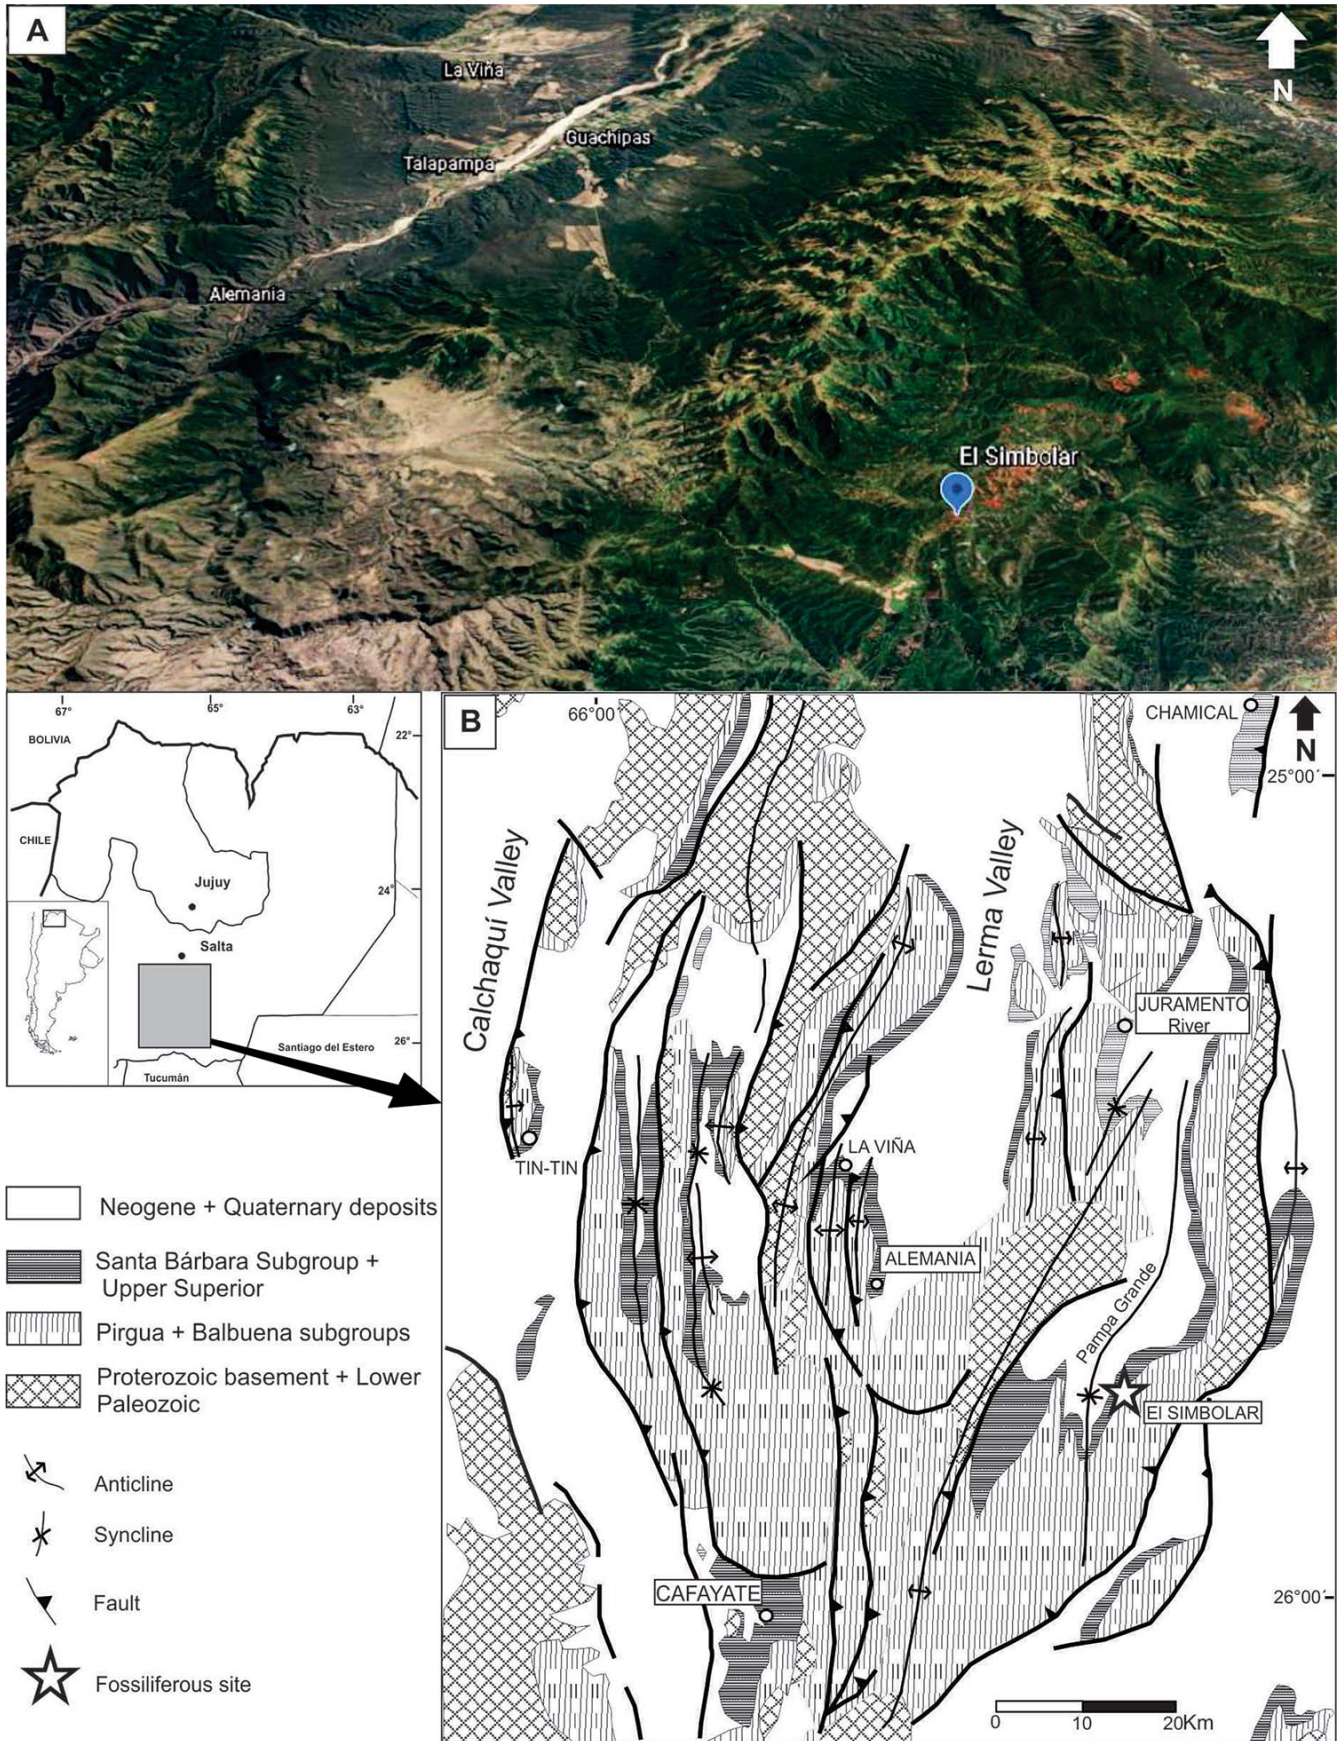 A
N
La Viña
Guachipas
Talapampa
Alemania
El Simbolar
67°
65°
63°
BOLIVIA
22°
CHILE
Jujuy
24°
Salta
Santiago del Estero
26°
Tucumán
B
66°00´
CHAMICAL
N
25°00´
Calchaquí Valley
Lerma Valley
JURAMENTO
River
TIN-TIN
LA VIÑA
ALEMANIA
Pampa Grande
El SIMBOLAR
CAFAYATE
26°00´
0 10 20Km
Neogene + Quaternary deposits
Santa Bárbara Subgroup +
Upper Superior
Pirgua + Balbuena subgroups
Proterozoic basement + Lower
Paleozoic
Anticline
Syncline
Fault
Fossiliferous site